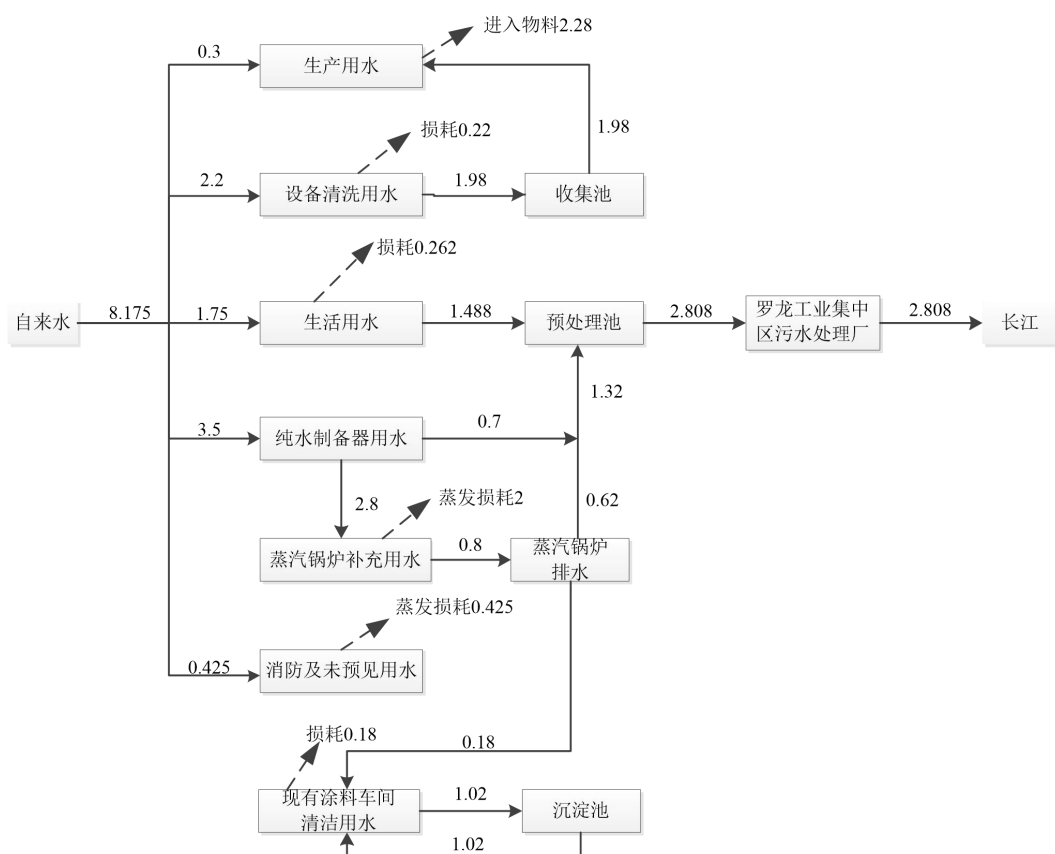 进入物料2.28
0.3
生产用水
1.98
损耗0.22
2.2
设备清洗用水
1.98
收集池
损耗0.262
自来水
8.175
1.75
生活用水
1.488
预处理池
2.808
罗龙工业集中
区污水处理厂
2.808
长江
1.32
3.5
纯水制备器用水
0.7
2.8
蒸发损耗2
0.62
蒸汽锅炉补充用水
0.8
蒸汽锅炉
排水
蒸发损耗0.425
0.425
消防及未预见用水
损耗0.18
0.18
现有涂料车间
清洁用水
1.02
沉淀池
1.02